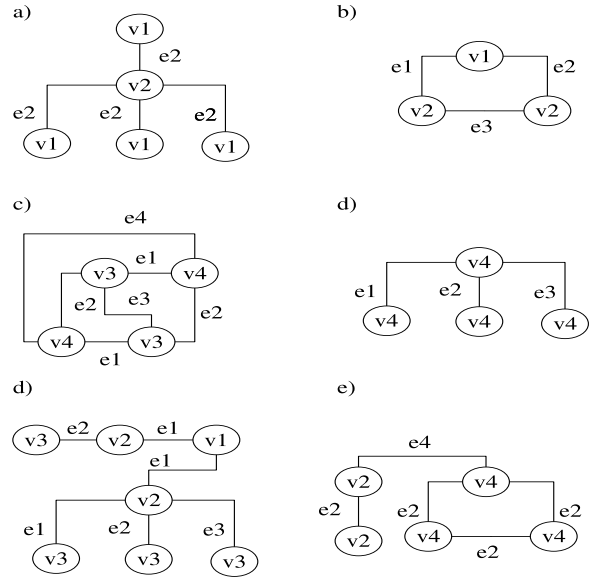 a) b)
v1
e2
v2
e2 e2 e2
v1 v1 v1
v1
e1 e2
v2 v2
e3
c) d)
e4
v3 e1 v4
e2 e3 e2
v4 v3
e1
v4
e1 e2 e3
v4 v4 v4
d) e)
v3 e2 v2 e1 v1
e1
v2
e1 e2 e3
v3 v3 v3
e4
v2 v4
e2 e2 e2
v2 v4 v4
e2